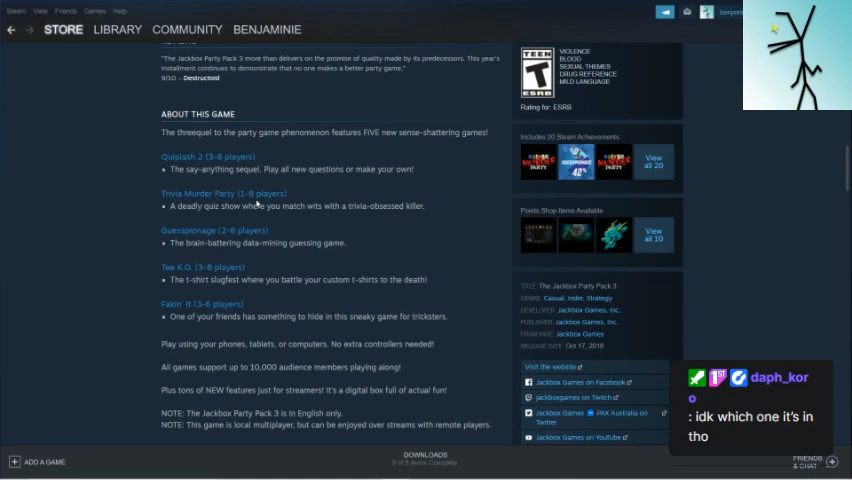 Steam View Friends Games Help
benjami
STORE LIBRARY COMMUNITY BENJAMINIE
"The Jackbox Party Pack 3 more than delivers on the promise of quality made by its predecessors. This year's
installment continues to demonstrate that no one makes a better party game."
9/10 – Destructoid
ABOUT THIS GAME
The threequel to the party game phenomenon features FIVE new sense-shattering games!
Quiplash 2 (3-8 players)
The say-anything sequel. Play all new questions or make your own!
Trivia Murder Party (1-8 players)
A deadly quiz show where you match wits with a trivia-obsessed killer.
Guesspionage (2-8 players)
The brain-battering data-mining guessing game.
Tee K.O. (3-8 players)
The t-shirt slugfest where you battle your custom t-shirts to the death!
Fakin' It (3-6 players)
One of your friends has something to hide in this sneaky game for tricksters.
Play using your phones, tablets, or computers. No extra controllers needed!
All games support up to 10,000 audience members playing along!
Plus tons of NEW features just for streamers! It's a digital box full of actual fun!
NOTE: The Jackbox Party Pack 3 is in English only.
NOTE: This game is local multiplayer, but can be enjoyed over streams with remote players.
TEEN
T
ESRB
VIOLENCE
BLOOD
SEXUAL THEMES
DRUG REFERENCE
MILD LANGUAGE
Rating for: ESRB
Includes 20 Steam Achievements
View
all 20
Points Shop Items Available
View
all 10
TITLE: The Jackbox Party Pack 3
GENRE: Casual, Indie, Strategy
DEVELOPER: Jackbox Games, Inc.
PUBLISHER: Jackbox Games, Inc.
FRANCHISE: Jackbox Games
RELEASE DATE: Oct 17, 2016
Visit the website
Jackbox Games on Facebook
jackboxgames on Twitch
Jackbox Games PAX Australia on
Twitter
Jackbox Games on YouTube
1ST daph_kor
o
: idk which one it's in
tho
ADD A GAME
DOWNLOADS
5 of 5 Items Complete
FRIENDS
& CHAT